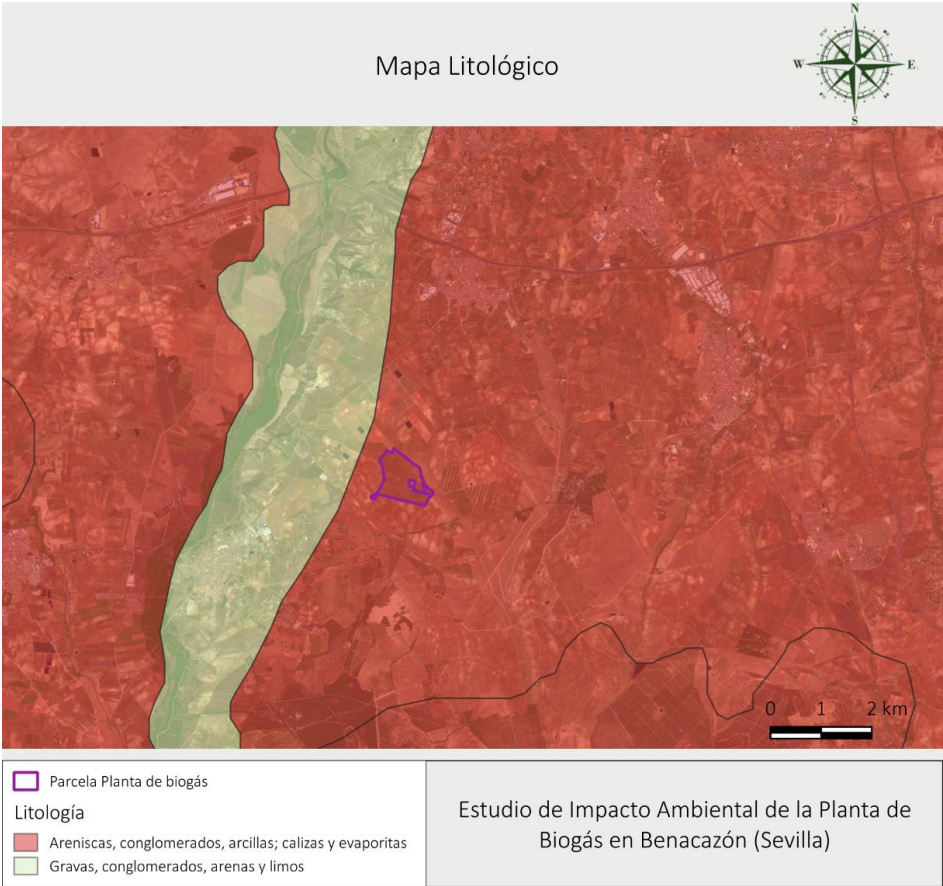 Mapa Litológico
N
W
E
S
0 1 2 km
Parcela Planta de biogás
Litología
Areniscas, conglomerados, arcillas; calizas y evaporitas
Gravas, conglomerados, arenas y limos
Estudio de Impacto Ambiental de la Planta de
Biogás en Benacazón (Sevilla)